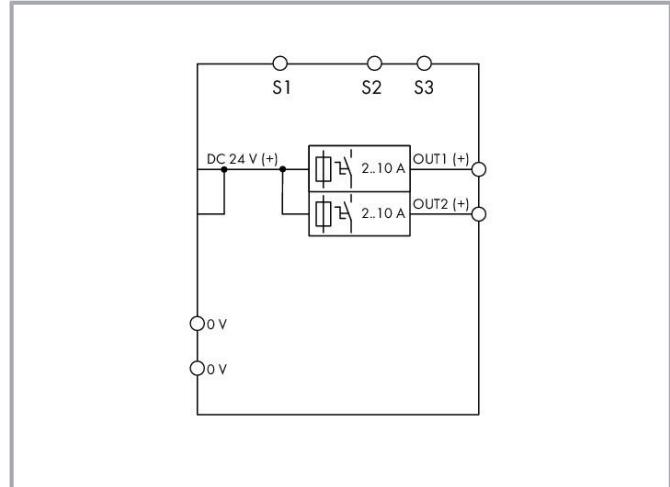 S1 S2 S3
DC 24 V (+)
2..10 A
OUT1 (+)
2..10 A
OUT2 (+)
0 V
0 V